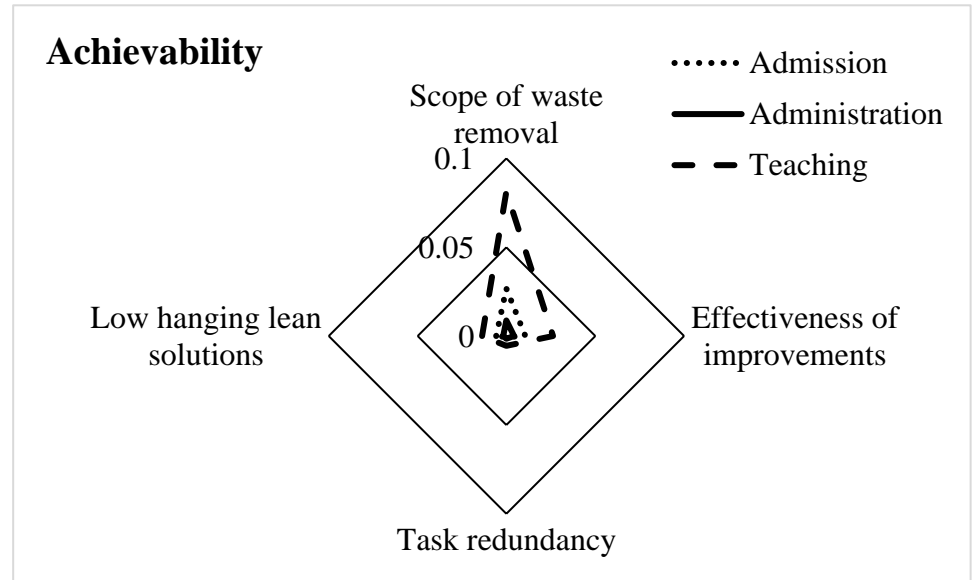 Achievability
Admission
Administration
Teaching
Scope of waste
removal
0.1
0.05
0
Low hanging lean
solutions
Effectiveness of
improvements
Task redundancy